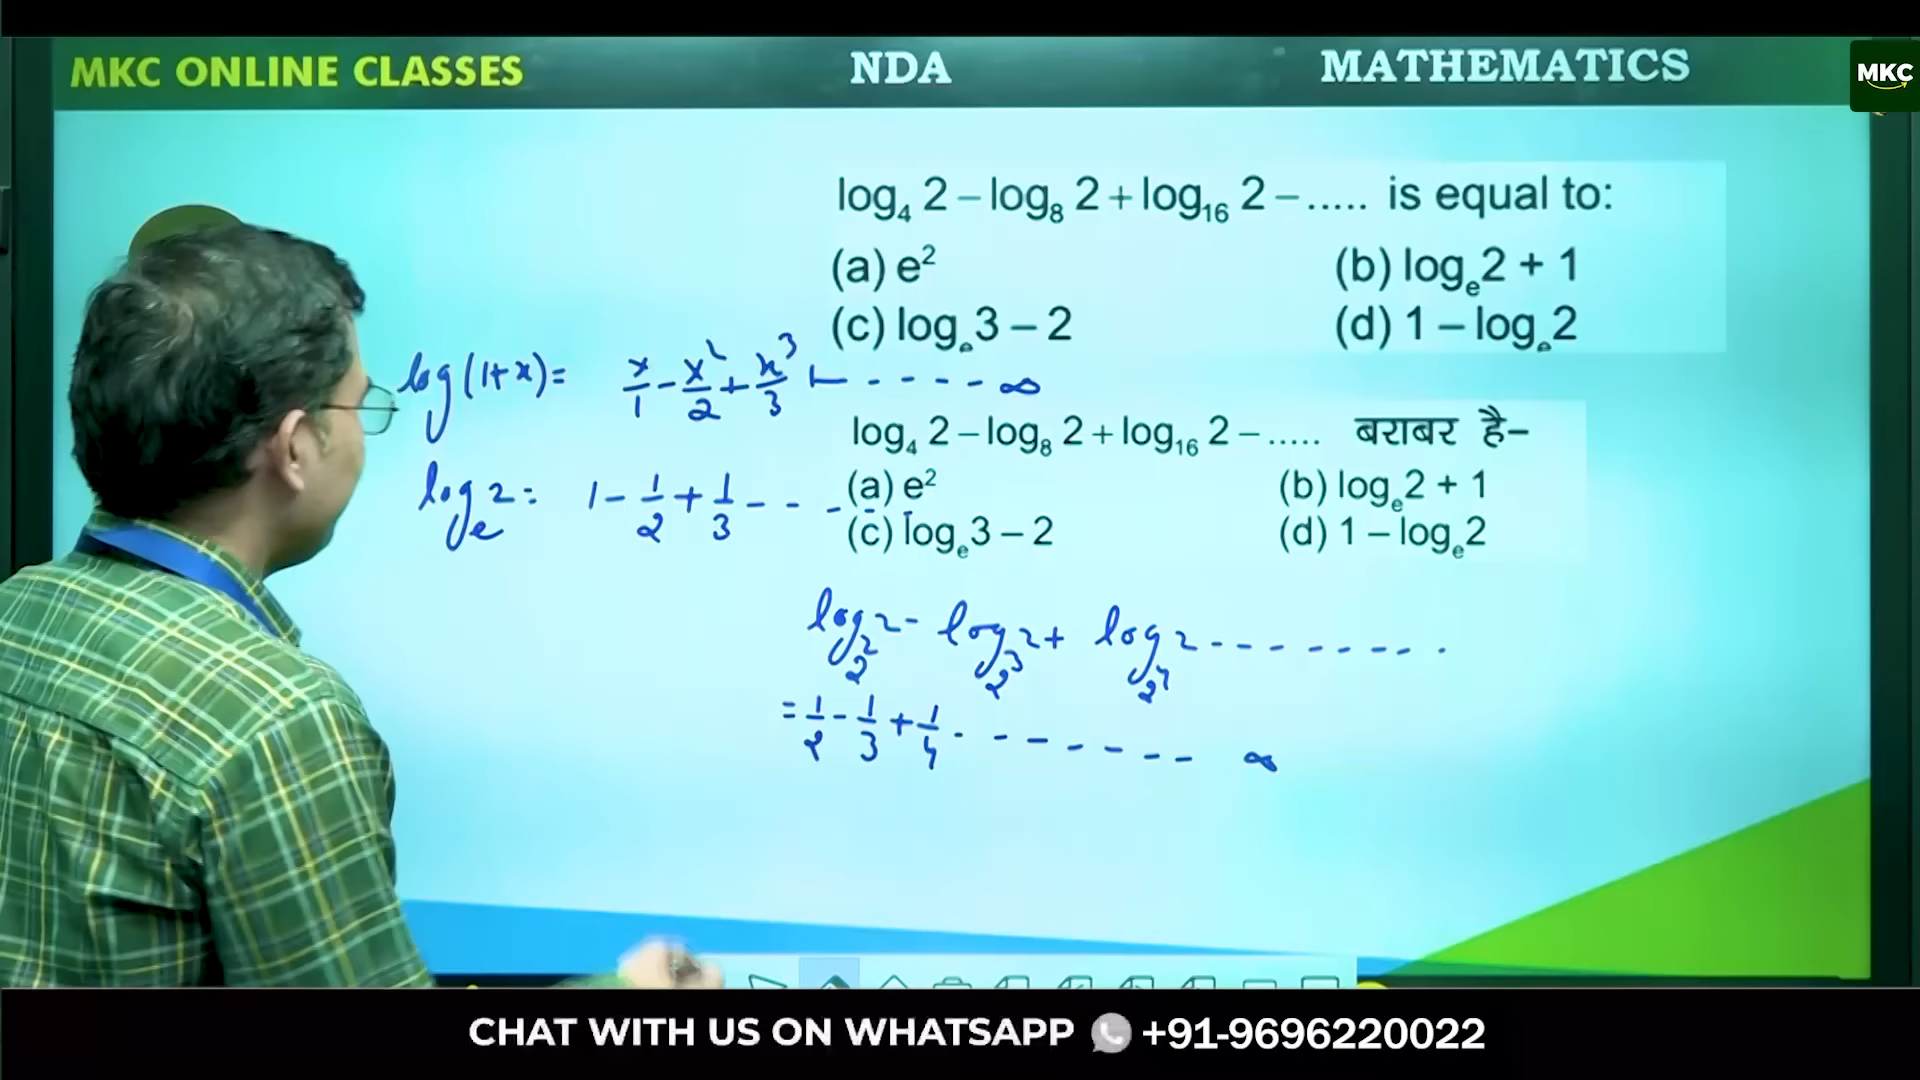 MKC ONLINE CLASSES NDA MATHEMATICS
MKC
log₄ 2 – log₈ 2 + log₁₆ 2 – ..... is equal to:
(a) e² (b) logₑ2 + 1
(c) logₑ3 – 2 (d) 1 – logₑ2
log(1+x)= x/1 - x²/2 + x³/3 + - - - - - ∞
log₄ 2 – log₈ 2 + log₁₆ 2 – ..... बराबर है–
(a) e² (b) logₑ2 + 1
logₑ2 = 1 - 1/2 + 1/3 - - - - - -
(c) logₑ3 – 2 (d) 1 – logₑ2
log_2² 2 - log_2³ 2 + log_2⁴ 2 - - - - - - - - -
= 1/2 - 1/3 + 1/4 - - - - - - - - ∞
CHAT WITH US ON WHATSAPP +91-9696220022